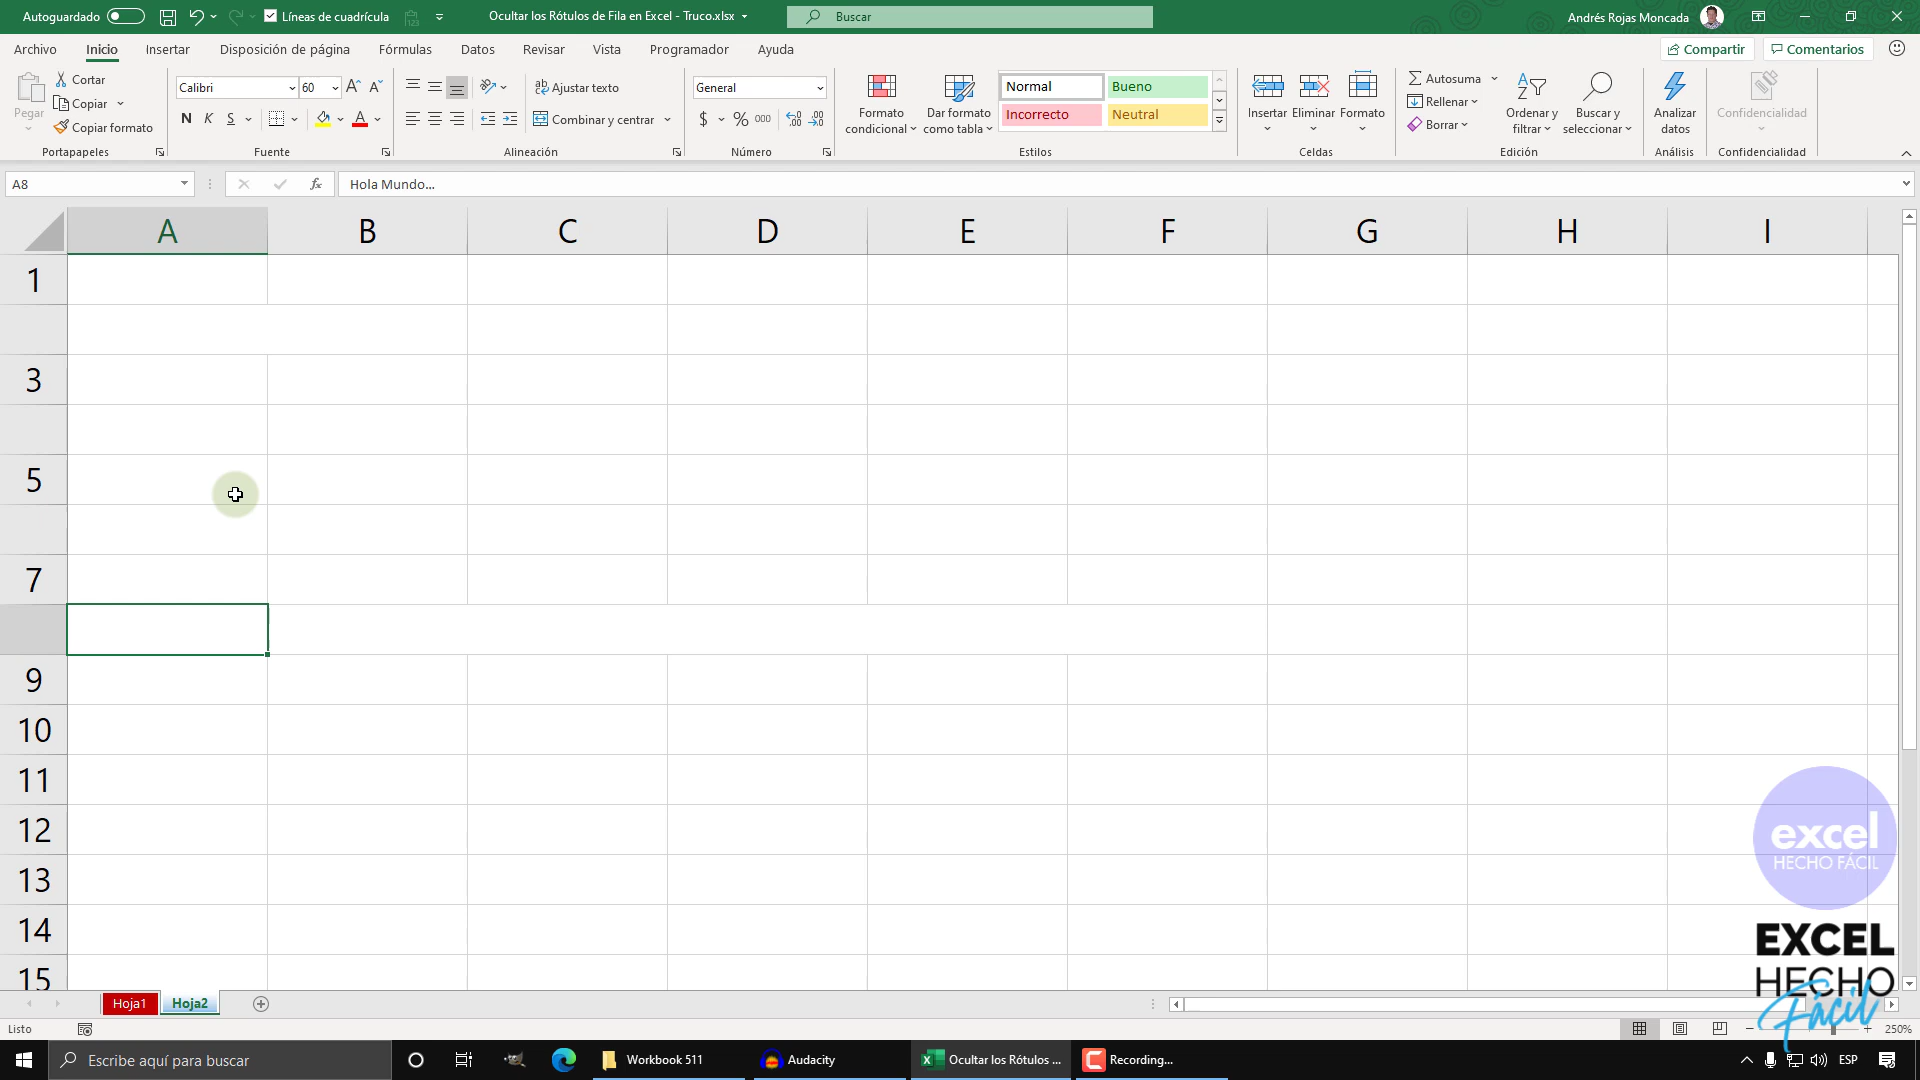 Autoguardado
Líneas de cuadrícula
Ocultar los Rótulos de Fila en Excel - Truco.xlsx
Buscar
Andrés Rojas Moncada
Archivo Inicio Insertar Disposición de página Fórmulas Datos Revisar Vista Programador Ayuda
Compartir Comentarios
Pegar
Cortar
Copiar
Copiar formato
Portapapeles
Calibri 60
N K S
Fuente
Ajustar texto
Combinar y centrar
Alineación
General
$ % 000
Número
Formato condicional
Dar formato como tabla
Normal Bueno
Incorrecto Neutral
Estilos
Insertar Eliminar Formato
Celdas
Autosuma
Rellenar
Borrar
Ordenar y filtrar
Buscar y seleccionar
Edición
Analizar datos
Análisis
Confidencialidad
Confidencialidad
A8
fx
Hola Mundo...
A B C D E F G H I
1
3
5
7
9
10
11
12
13
14
15
excel
HECHO FÁCIL
EXCEL
HECHO
Fácil
Hoja1 Hoja2
Listo
250%
Escribe aquí para buscar
Workbook 511
Audacity
Ocultar los Rótulos ...
Recording...
ESP